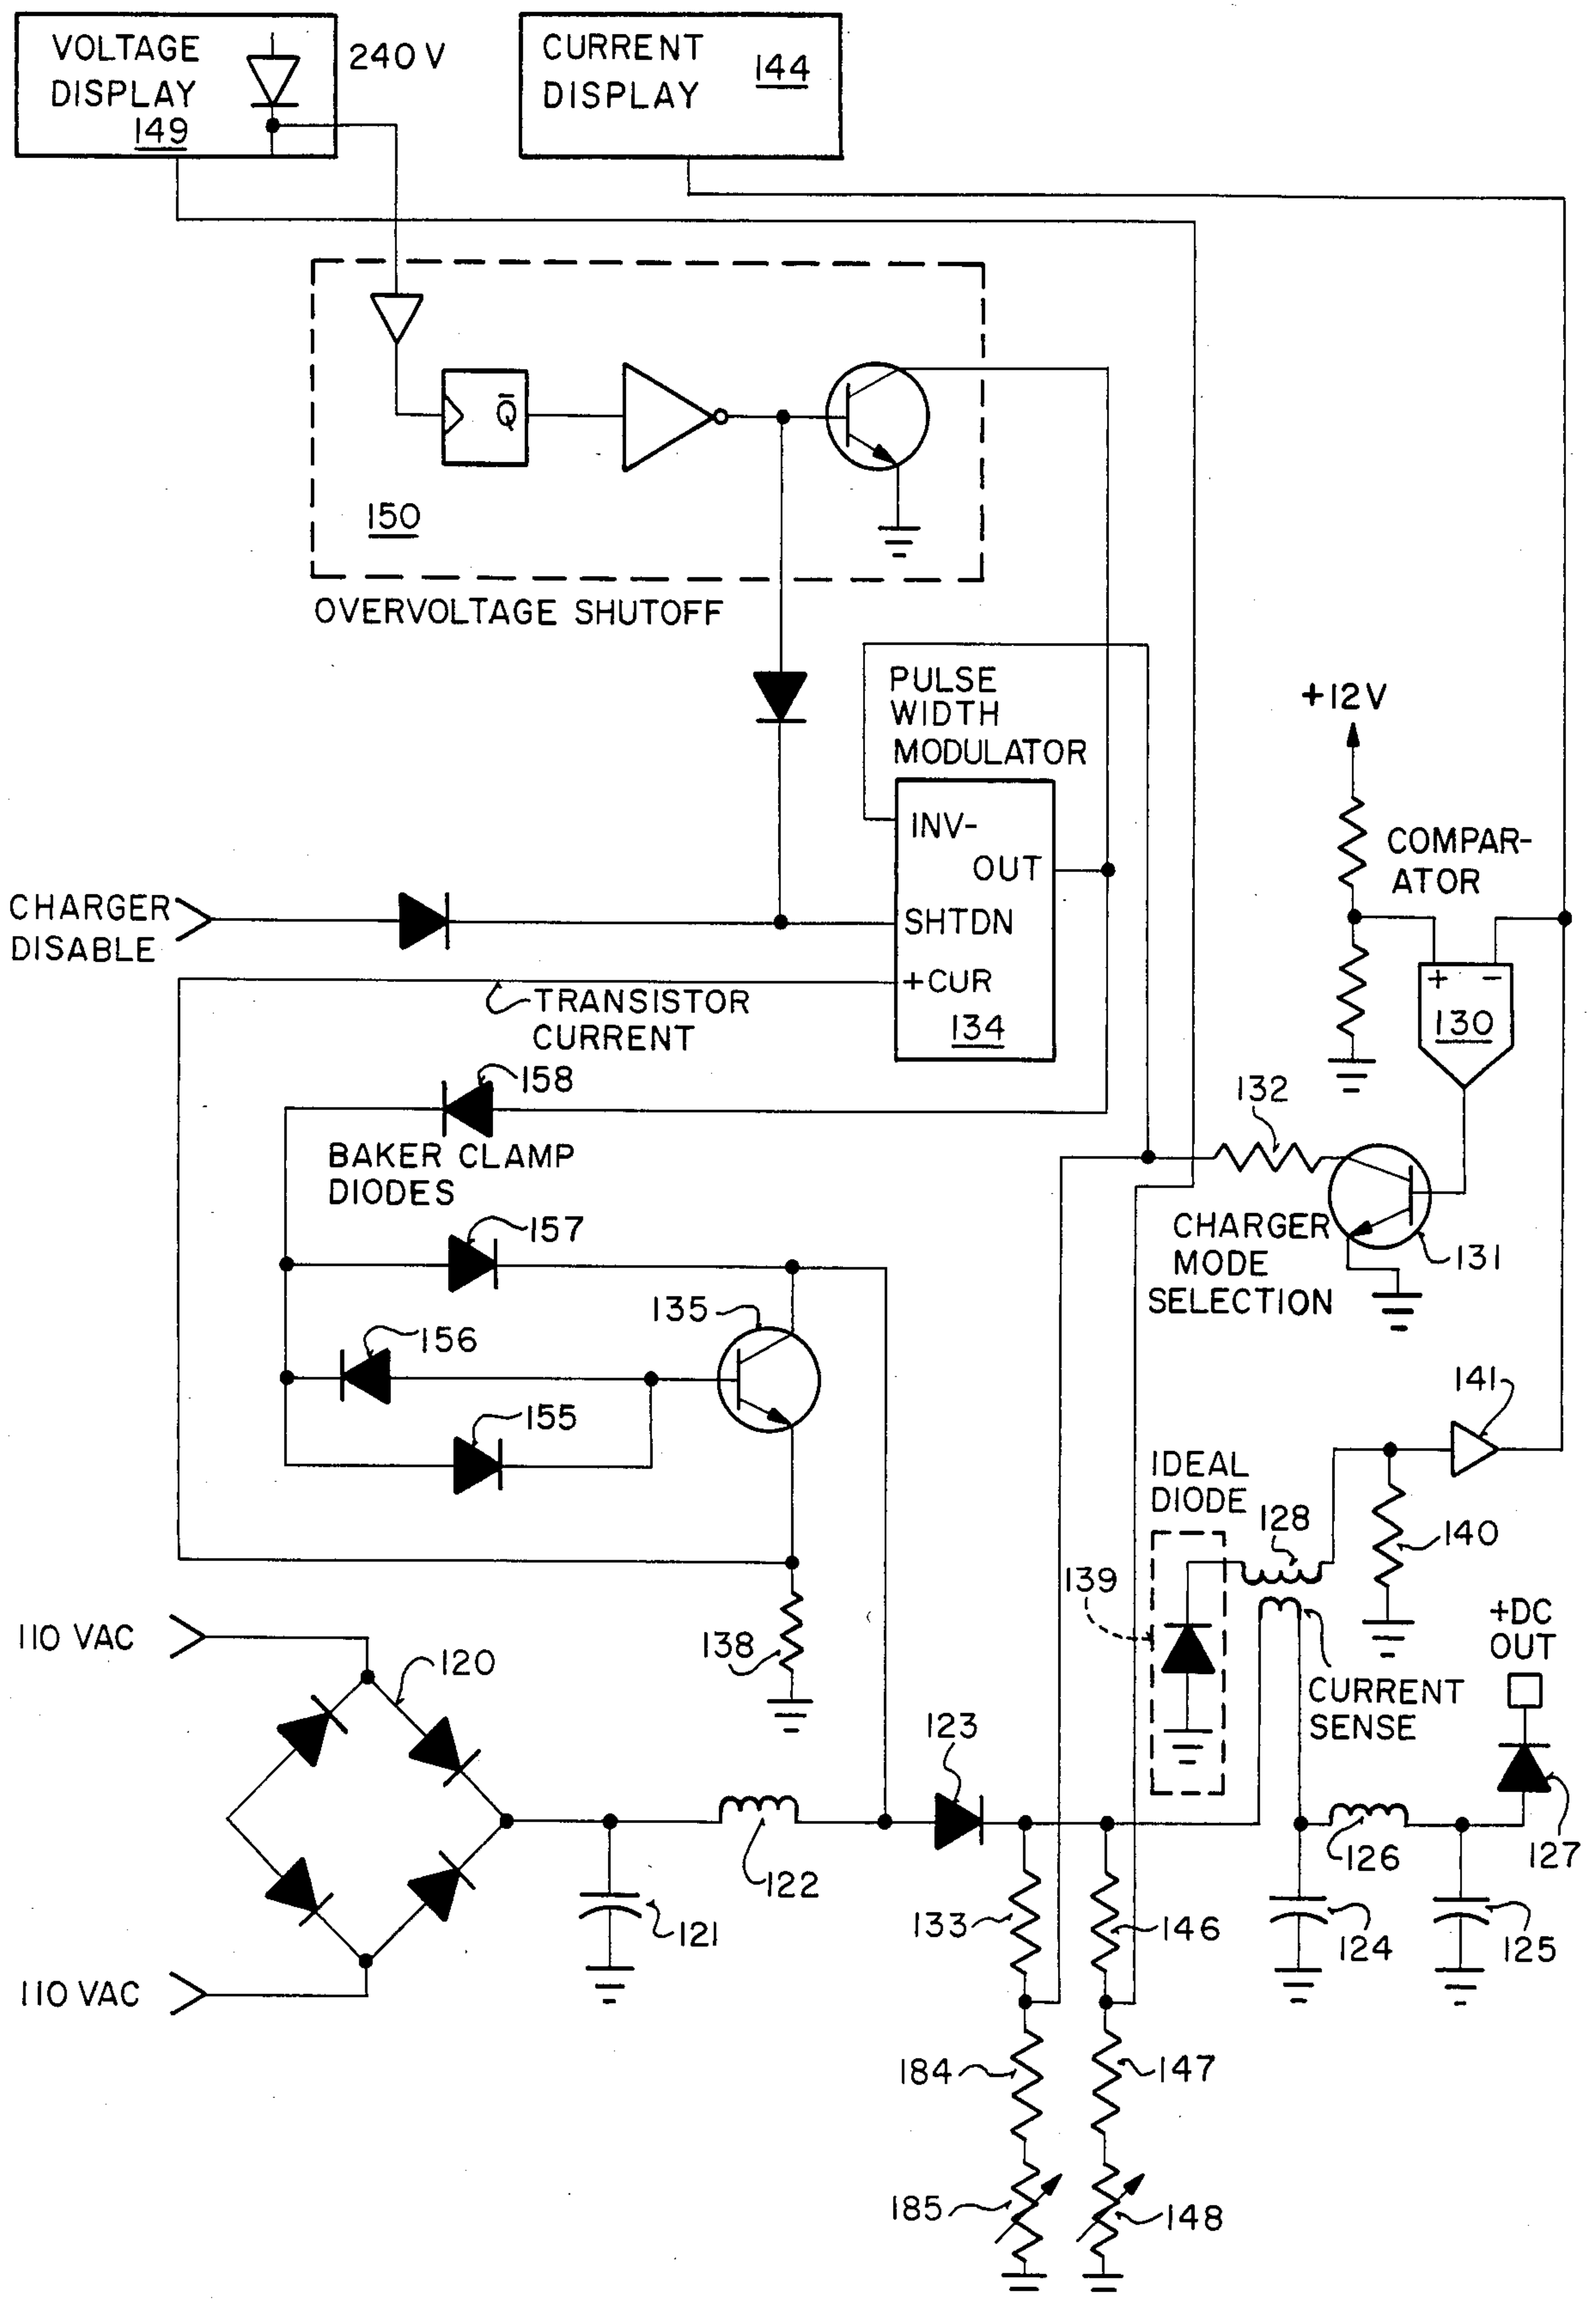 VOLTAGE
DISPLAY
149
240 V
CURRENT
DISPLAY
144
Q̅
150
OVERVOLTAGE SHUTOFF
PULSE
WIDTH
MODULATOR
+12V
INV-
OUT
COMPAR-
ATOR
CHARGER
DISABLE
SHTDN
+CUR
134
+ −
130
TRANSISTOR
CURRENT
158
132
BAKER CLAMP
DIODES
157
CHARGER
MODE
SELECTION
131
135
156
155
141
IDEAL
DIODE
128
140
139
110 VAC
120
138
+DC
OUT
CURRENT
SENSE
123
122
126
127
121
133
146
124
125
110 VAC
184
147
185
148